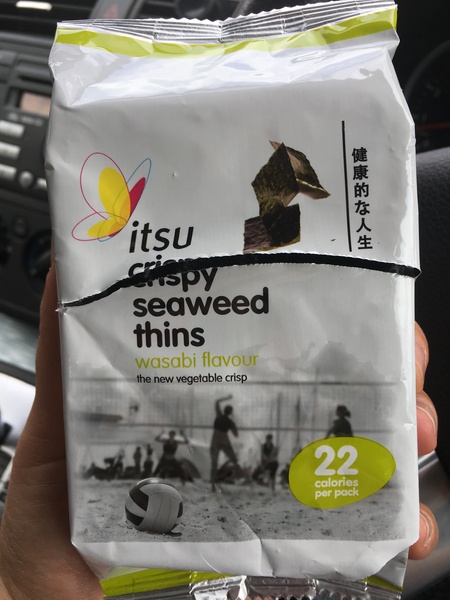 健康的な人生
itsu
crispy
seaweed
thins
wasabi flavour
the new vegetable crisp
22
calories
per pack